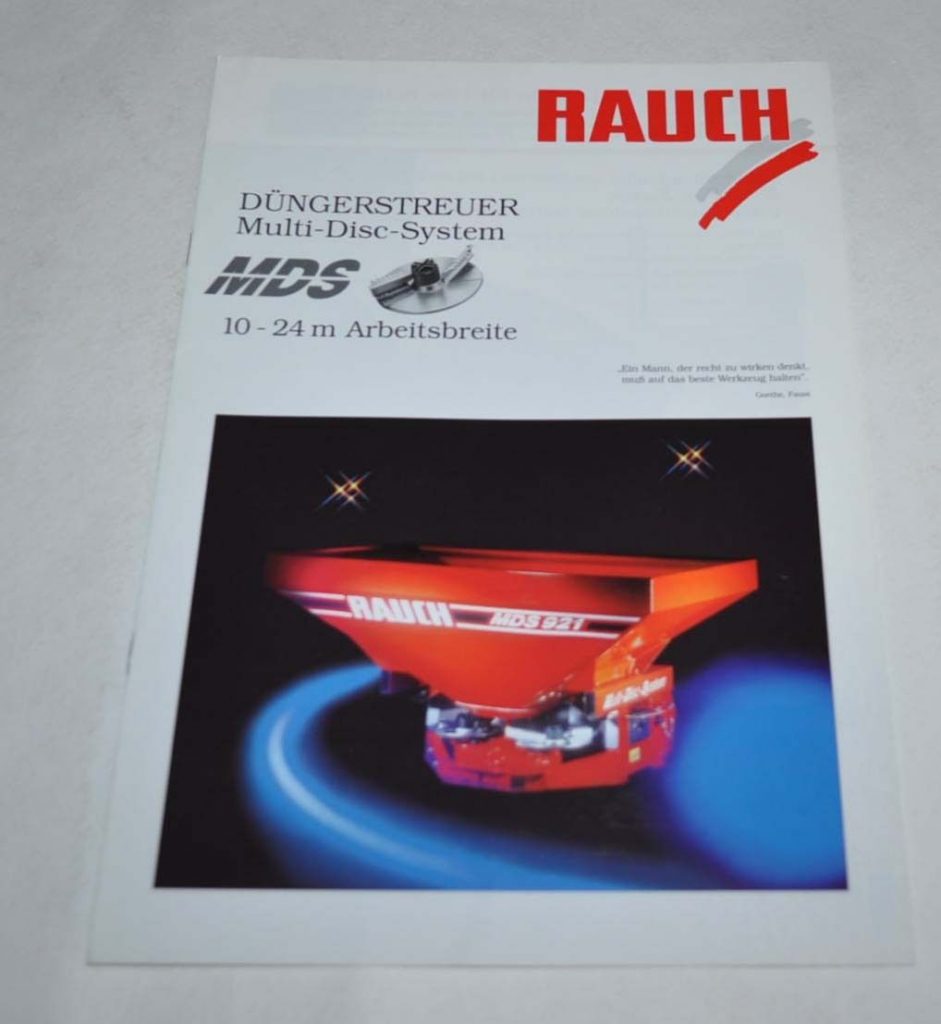 RAUCH
DÜNGERSTREUER
Multi-Disc-System
MDS
10 - 24 m Arbeitsbreite
„Ein Mann, der recht zu wirken denkt,
muß auf das beste Werkzeug halten".
Goethe, Faust
RAUCH MDS 921
Multi-Disc-System